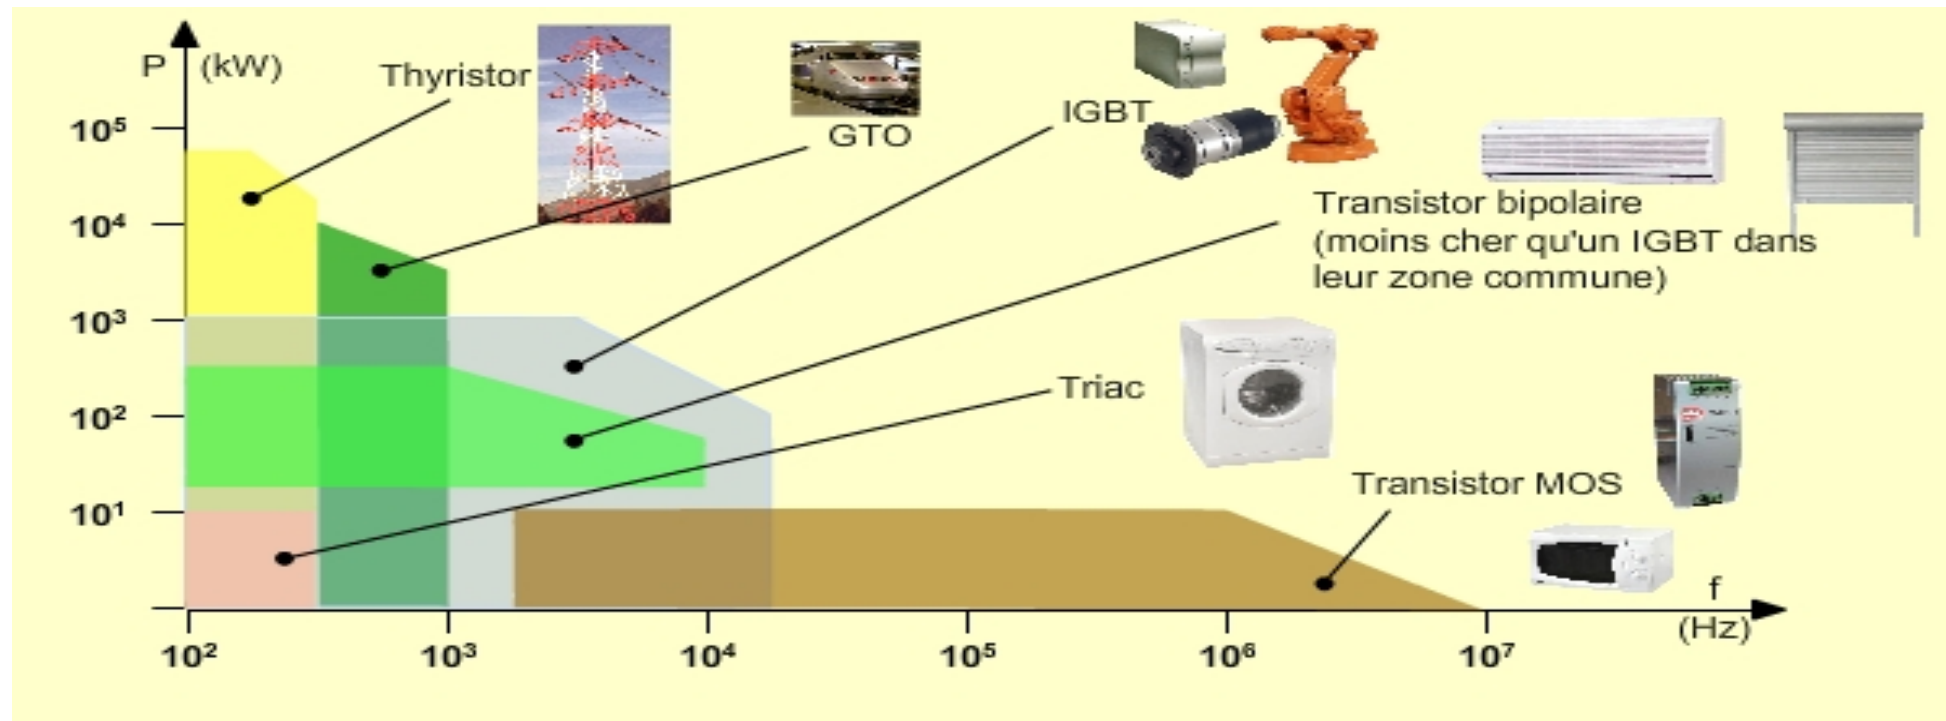 P (kW)
Thyristor
GTO
IGBT
10⁵
Transistor bipolaire
(moins cher qu'un IGBT dans
leur zone commune)
10⁴
10³
Triac
10²
Transistor MOS
10¹
f
(Hz)
10² 10³ 10⁴ 10⁵ 10⁶ 10⁷